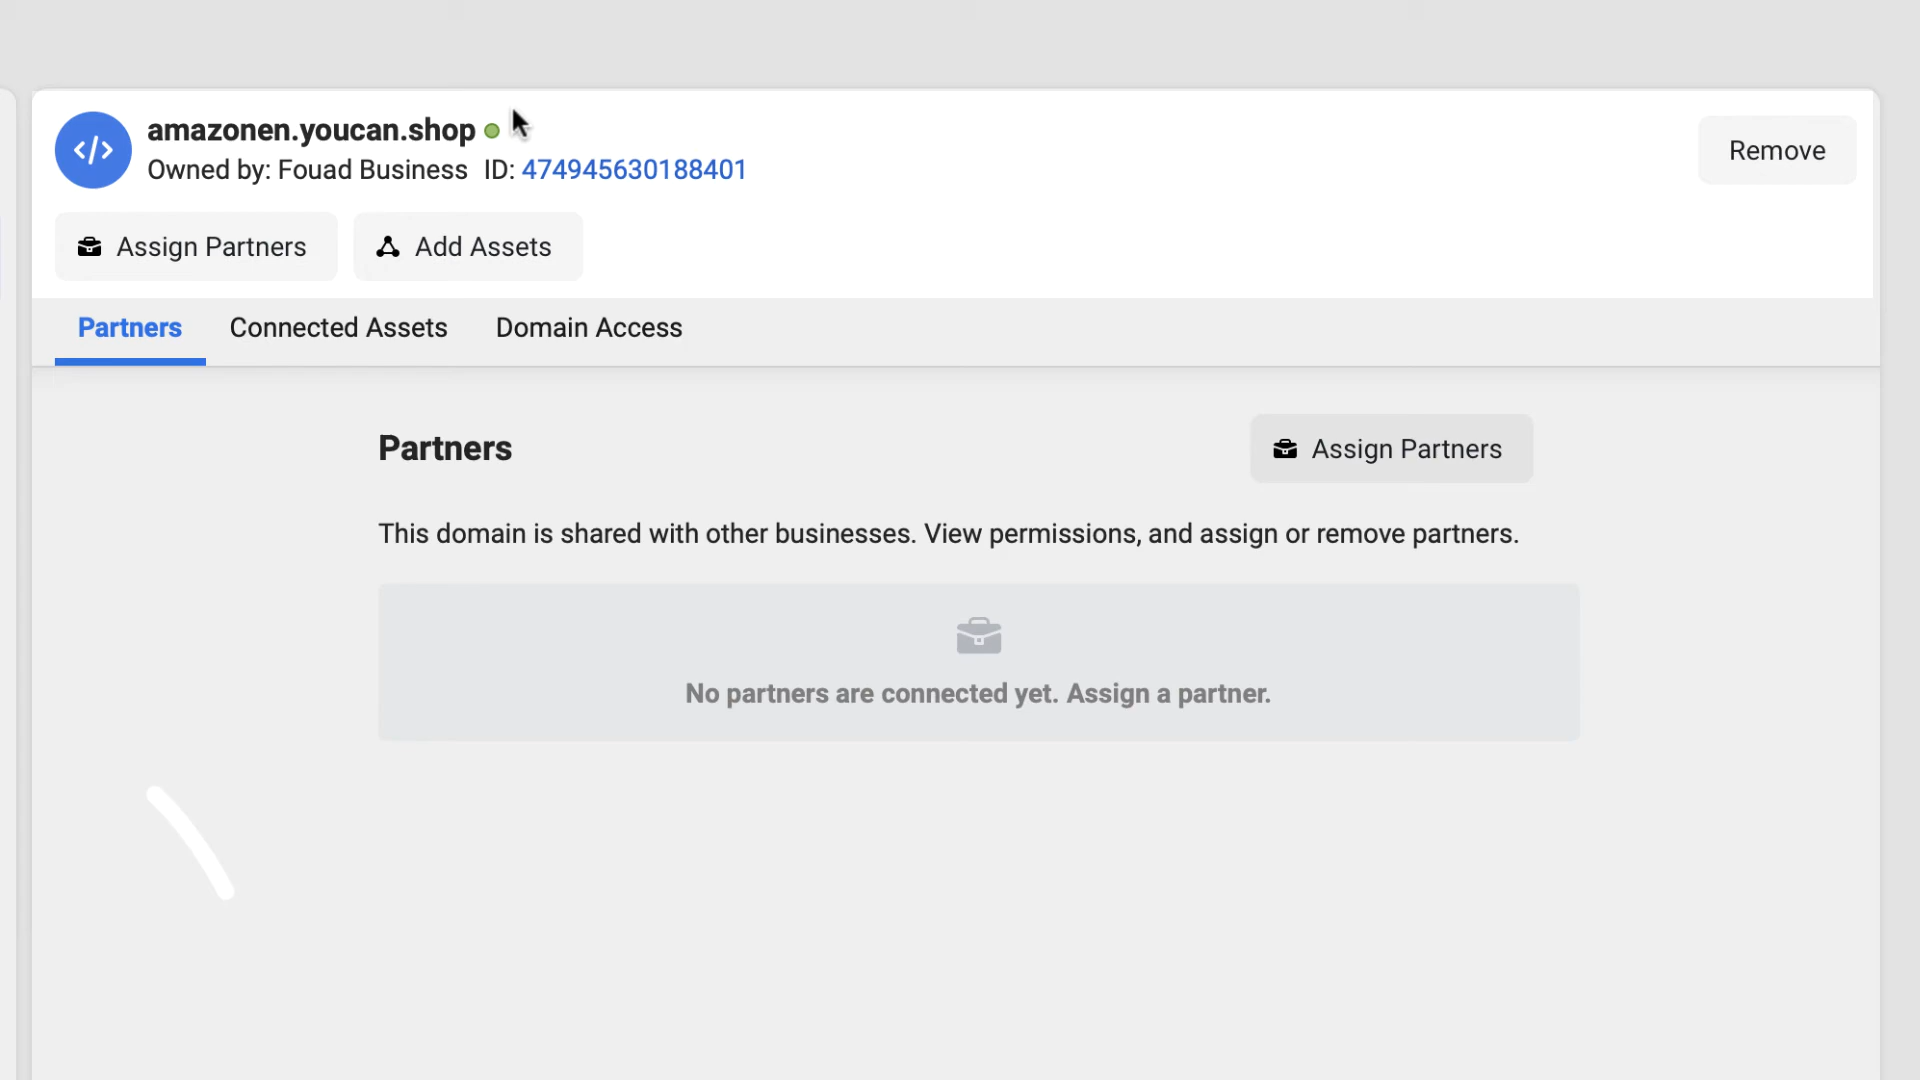 amazonen.youcan.shop
Owned by: Fouad Business ID: 474945630188401
Remove
Assign Partners
Add Assets
Partners
Connected Assets
Domain Access
Partners
Assign Partners
This domain is shared with other businesses. View permissions, and assign or remove partners.
No partners are connected yet. Assign a partner.